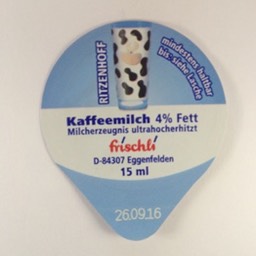 RITZENHOFF
mindestens haltbar
bis, siehe Lasche
Kaffeemilch 4% Fett
Milcherzeugnis ultrahocherhitzt
frischli
D-84307 Eggenfelden
15 ml
26.09.16